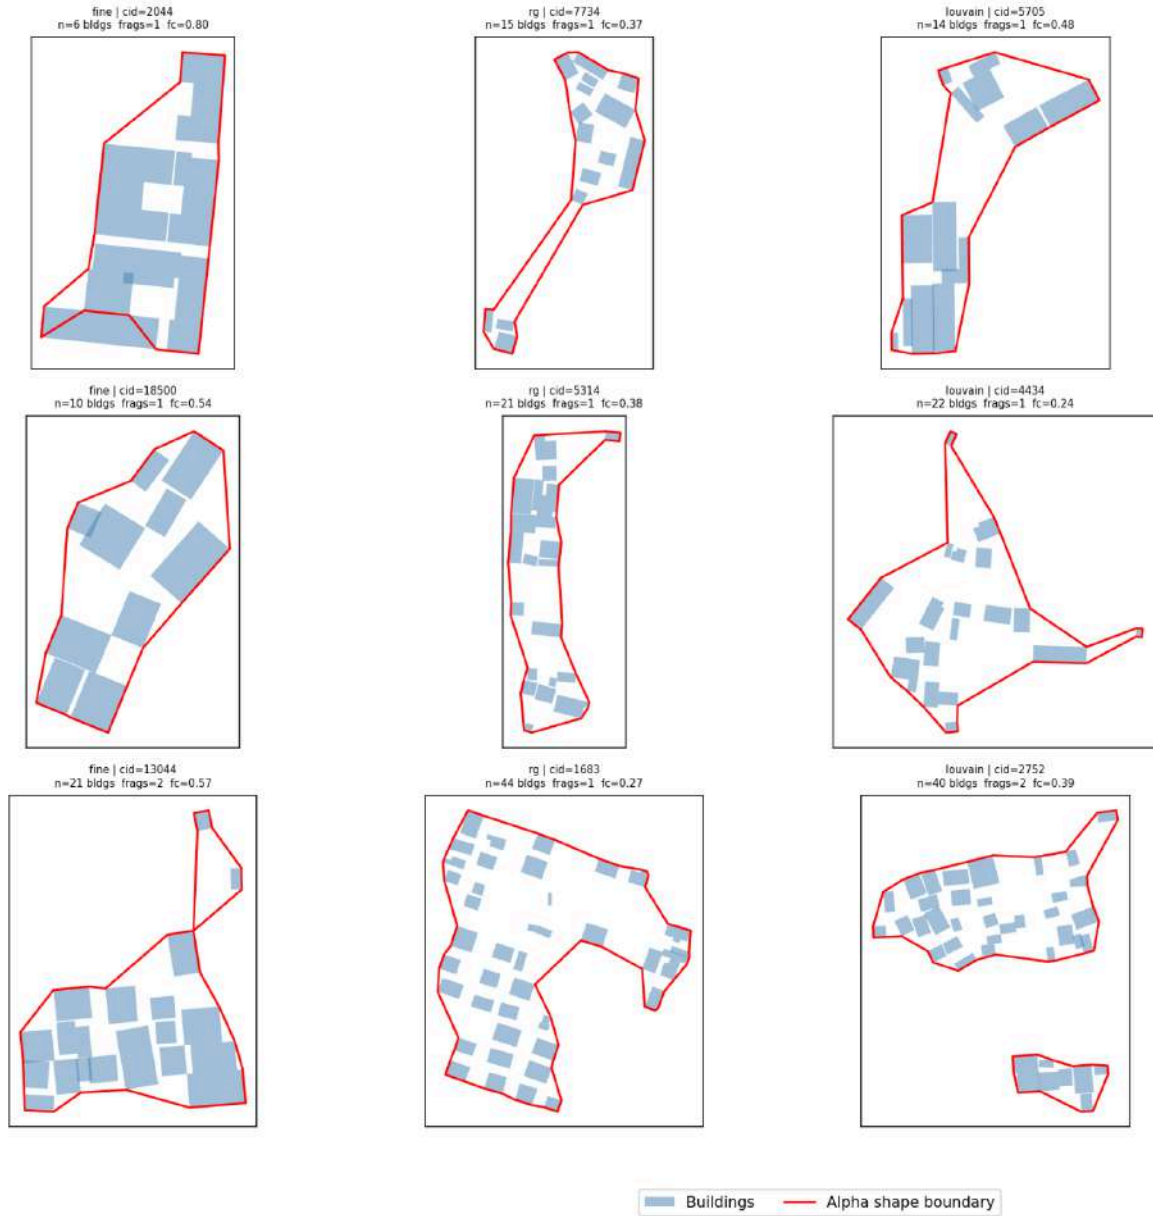 fine | cid=2044
n=6 bldgs frags=1 fc=0.80
rg | cid=7734
n=15 bldgs frags=1 fc=0.37
louvain | cid=5705
n=14 bldgs frags=1 fc=0.48
fine | cid=18500
n=10 bldgs frags=1 fc=0.54
rg | cid=5314
n=21 bldgs frags=1 fc=0.38
louvain | cid=4434
n=22 bldgs frags=1 fc=0.24
fine | cid=13044
n=21 bldgs frags=2 fc=0.57
rg | cid=1683
n=44 bldgs frags=1 fc=0.27
louvain | cid=2752
n=40 bldgs frags=2 fc=0.39
Buildings
Alpha shape boundary